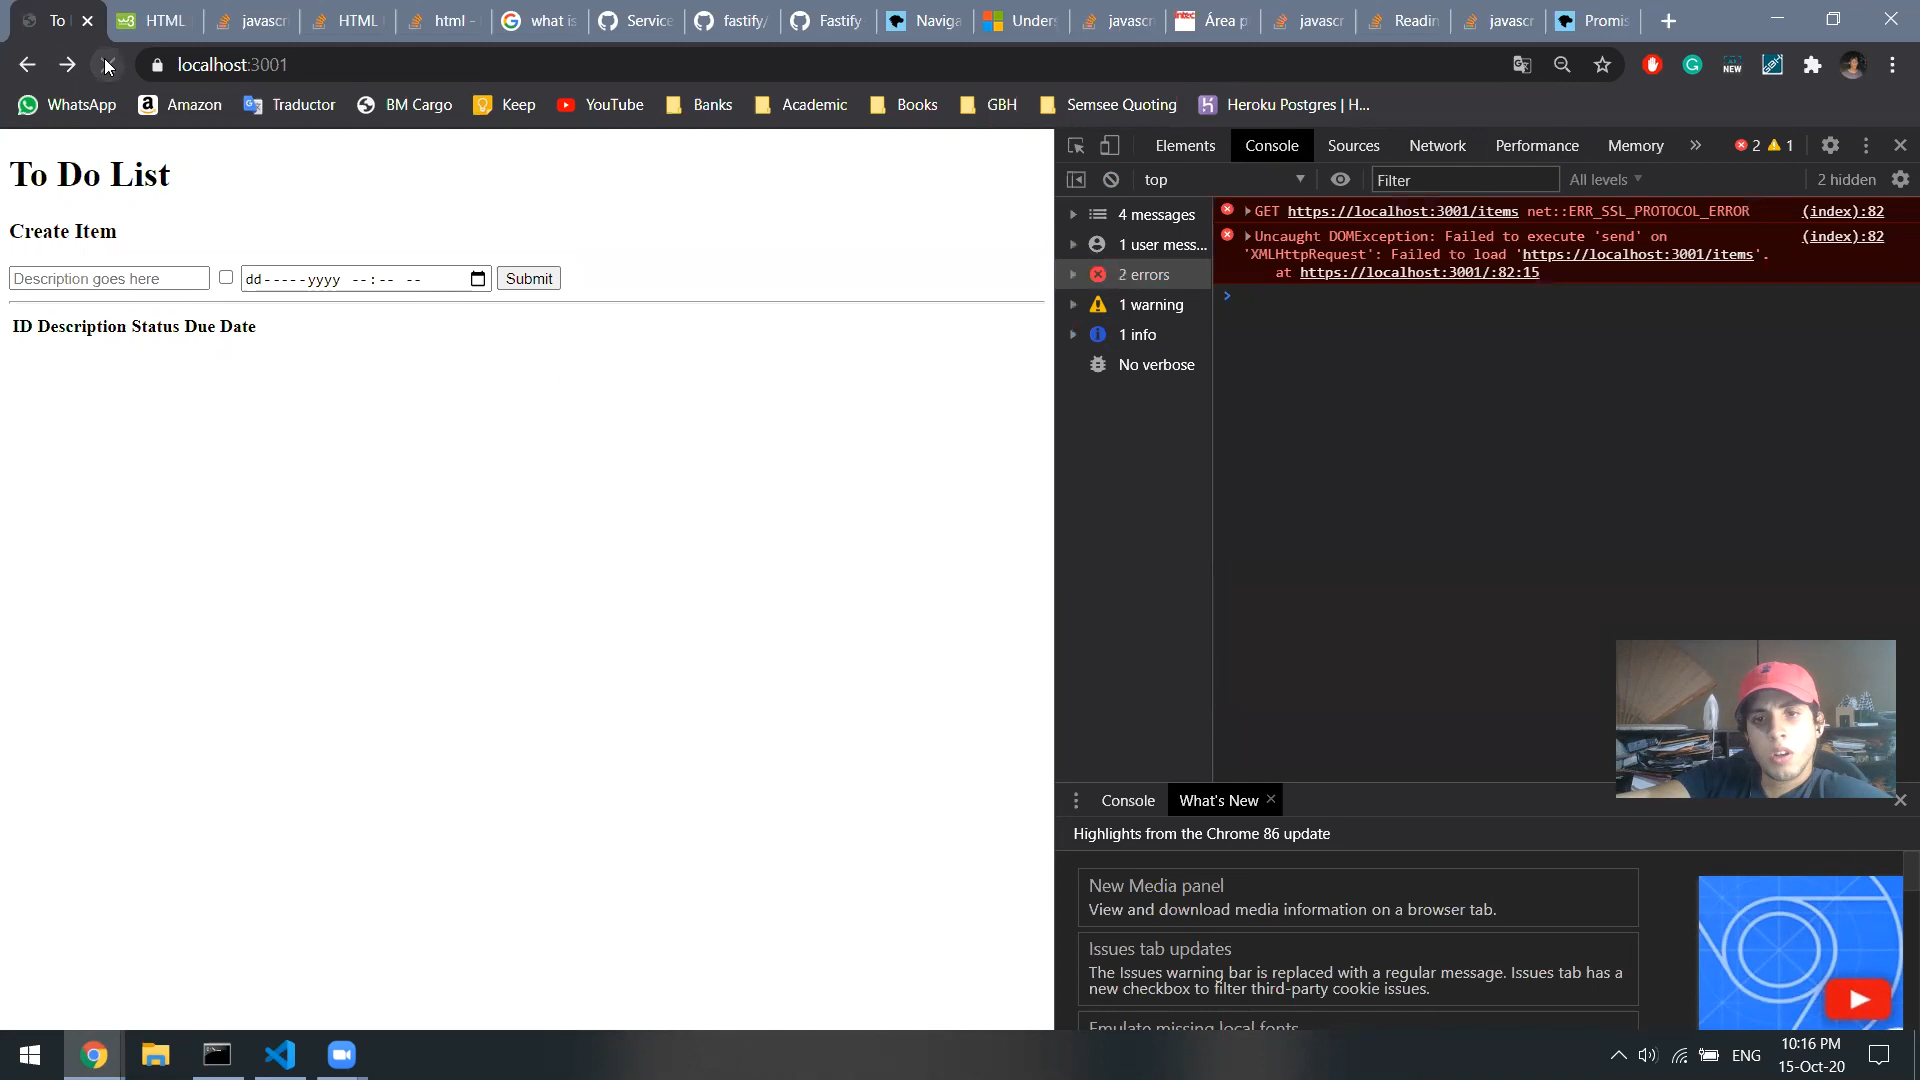 To
HTML
javascr
HTML
html -
what is
Service
fastify/
Fastify
Naviga
Unders
javascr
Área p
javascr
Readin
javascr
Promis
localhost:3001
WhatsApp
Amazon
Traductor
BM Cargo
Keep
YouTube
Banks
Academic
Books
GBH
Semsee Quoting
Heroku Postgres | H...
To Do List
Create Item
Description goes here
dd-----yyyy --:-- --
Submit
ID Description Status Due Date
Elements
Console
Sources
Network
Performance
Memory
2
1
top
Filter
All levels
2 hidden
4 messages
1 user mess...
2 errors
1 warning
1 info
No verbose
GET https://localhost:3001/items net::ERR_SSL_PROTOCOL_ERROR (index):82
Uncaught DOMException: Failed to execute 'send' on (index):82
'XMLHttpRequest': Failed to load 'https://localhost:3001/items'.
at https://localhost:3001/:82:15
Console
What's New
Highlights from the Chrome 86 update
New Media panel
View and download media information on a browser tab.
Issues tab updates
The Issues warning bar is replaced with a regular message. Issues tab has a
new checkbox to filter third-party cookie issues.
Emulate missing local fonts
ENG
10:16 PM
15-Oct-20